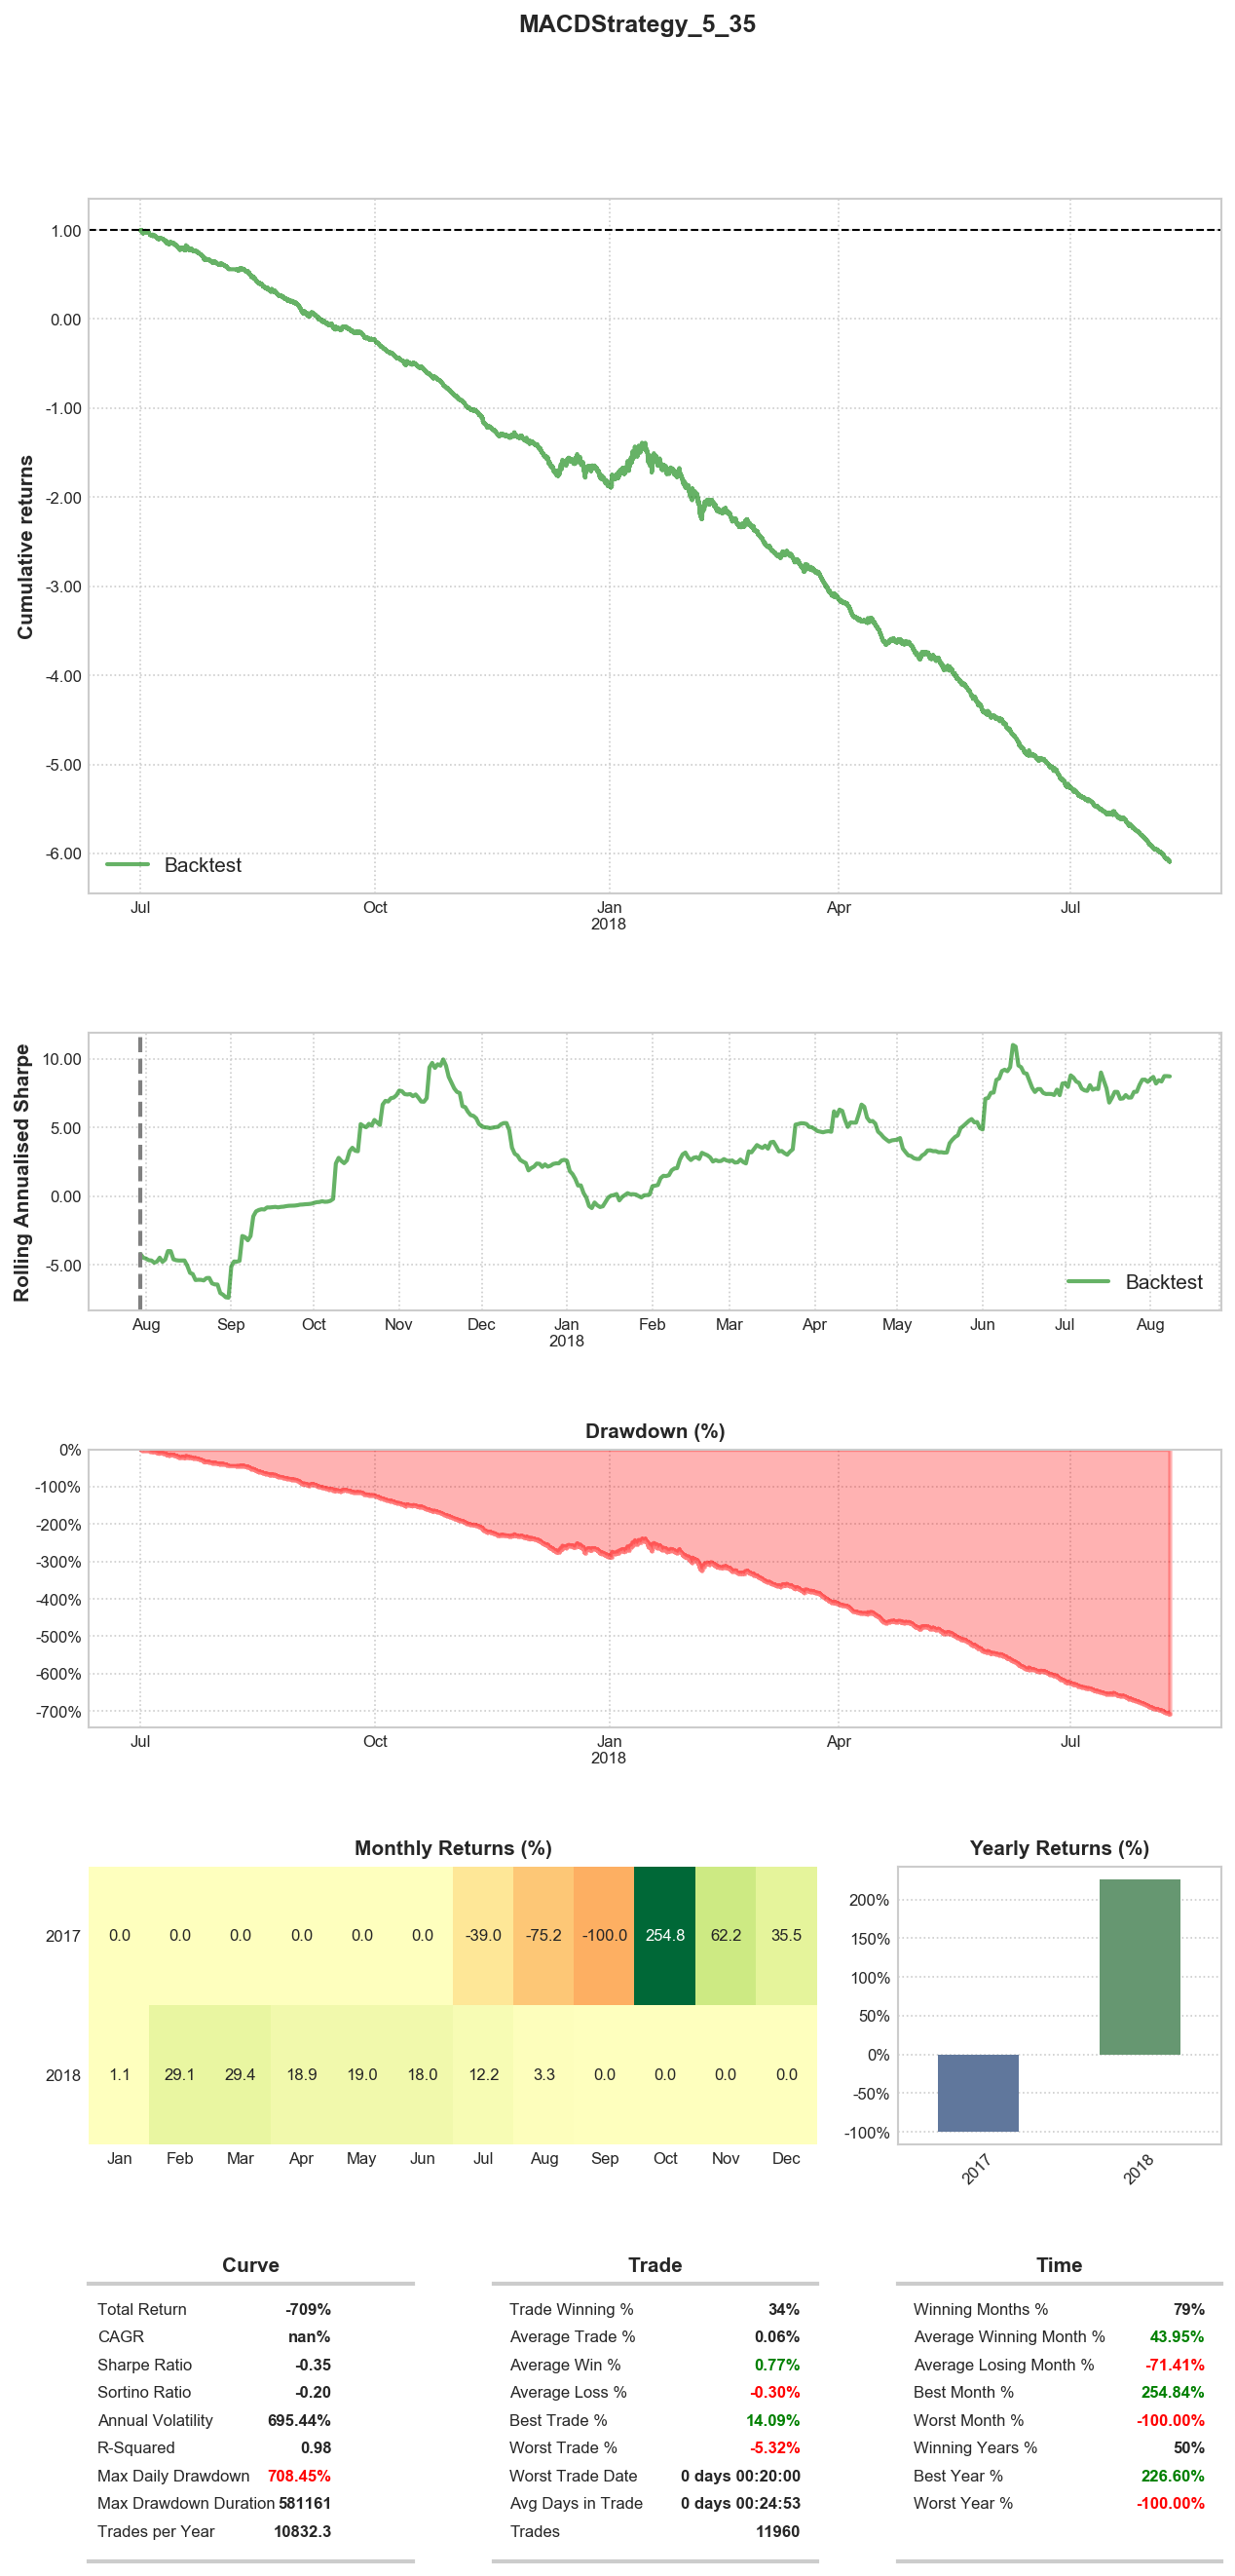 MACDStrategy_5_35
Cumulative returns
1.00
0.00
-1.00
-2.00
-3.00
-4.00
-5.00
-6.00
Backtest
Jul Oct Jan Apr Jul
2018
Rolling Annualised Sharpe
10.00
5.00
0.00
-5.00
Backtest
Aug Sep Oct Nov Dec Jan Feb Mar Apr May Jun Jul Aug
2018
Drawdown (%)
0%
-100%
-200%
-300%
-400%
-500%
-600%
-700%
Jul Oct Jan Apr Jul
2018
Monthly Returns (%)
2017 0.0 0.0 0.0 0.0 0.0 0.0 -39.0 -75.2 -100.0 254.8 62.2 35.5
2018 1.1 29.1 29.4 18.9 19.0 18.0 12.2 3.3 0.0 0.0 0.0 0.0
Jan Feb Mar Apr May Jun Jul Aug Sep Oct Nov Dec
Yearly Returns (%)
200%
150%
100%
50%
0%
-50%
-100%
2017 2018
Curve
Total Return -709%
CAGR nan%
Sharpe Ratio -0.35
Sortino Ratio -0.20
Annual Volatility 695.44%
R-Squared 0.98
Max Daily Drawdown 708.45%
Max Drawdown Duration 581161
Trades per Year 10832.3
Trade
Trade Winning % 34%
Average Trade % 0.06%
Average Win % 0.77%
Average Loss % -0.30%
Best Trade % 14.09%
Worst Trade % -5.32%
Worst Trade Date 0 days 00:20:00
Avg Days in Trade 0 days 00:24:53
Trades 11960
Time
Winning Months % 79%
Average Winning Month % 43.95%
Average Losing Month % -71.41%
Best Month % 254.84%
Worst Month % -100.00%
Winning Years % 50%
Best Year % 226.60%
Worst Year % -100.00%